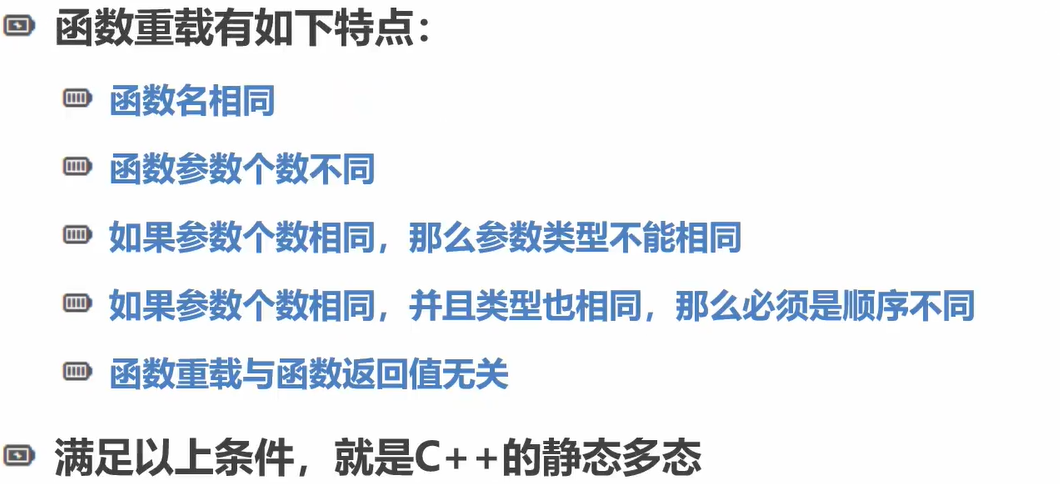 函数重载有如下特点：
函数名相同
函数参数个数不同
如果参数个数相同，那么参数类型不能相同
如果参数个数相同，并且类型也相同，那么必须是顺序不同
函数重载与函数返回值无关
满足以上条件，就是C++的静态多态